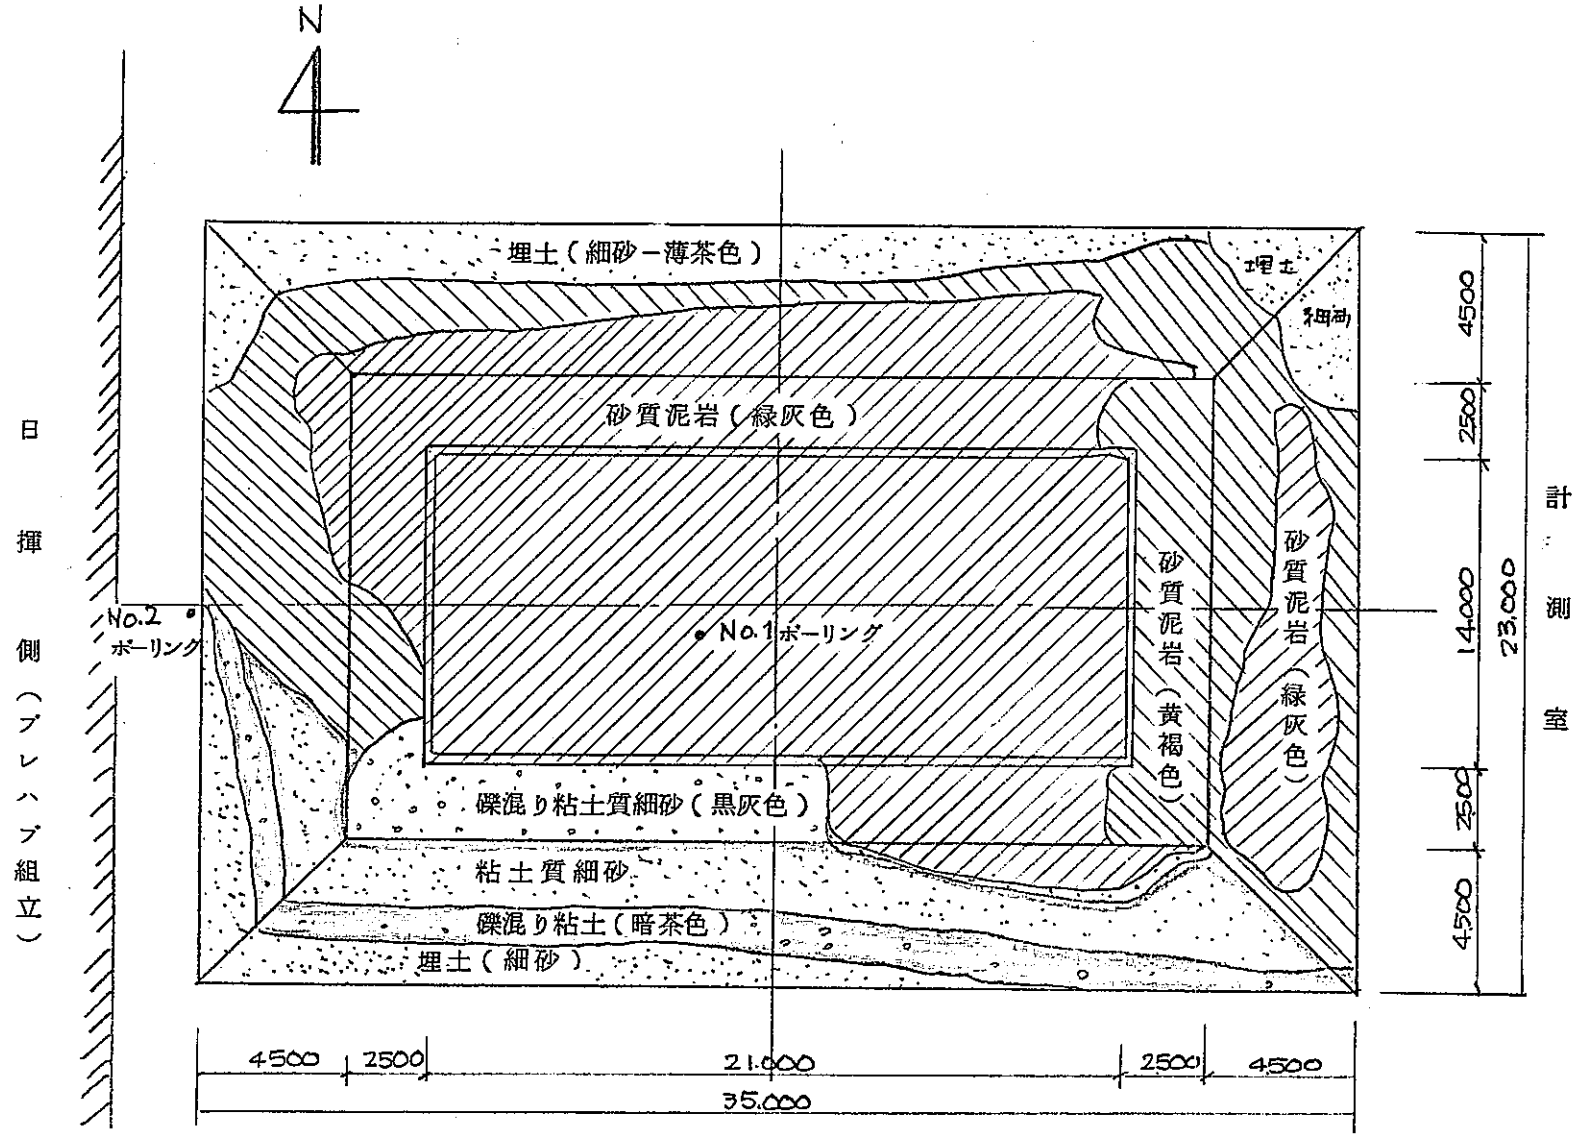 N
埋土(細砂-薄茶色)
埋土
細砂
砂質泥岩(緑灰色)
No.1 ボーリング
No.2
ボーリング
砂質泥岩(黄褐色)
砂質泥岩(緑灰色)
礫混り粘土質細砂(黒灰色)
粘土質細砂
礫混り粘土(暗茶色)
埋土(細砂)
日揮側(プレハブ組立)
計測室
4500
2500
14.000
2500
4.500
23.000
4500
2500
21.000
2500
4500
35.000